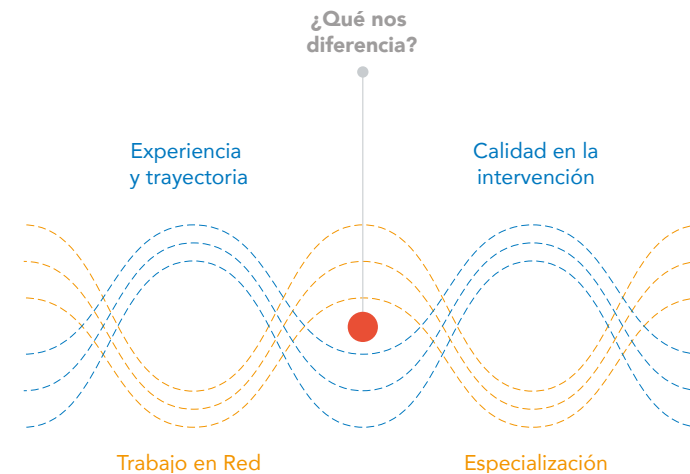 ¿Qué nos
diferencia?
Experiencia
y trayectoria
Calidad en la
intervención
Trabajo en Red
Especialización